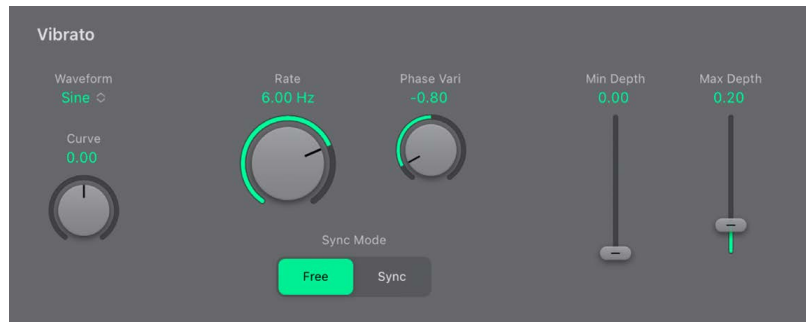 Vibrato
Waveform
Sine
Rate
6.00 Hz
Phase Vari
-0.80
Min Depth
0.00
Max Depth
0.20
Curve
0.00
Sync Mode
Free
Sync